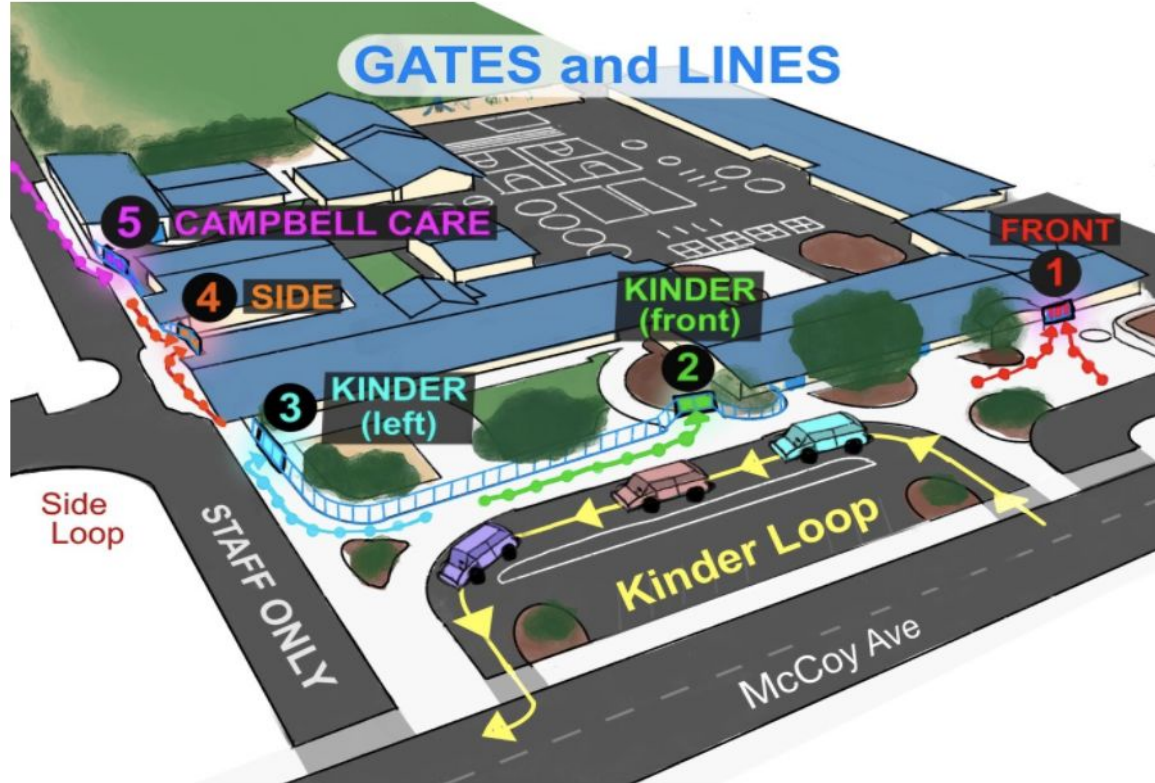 GATES and LINES
5 CAMPBELL CARE
FRONT
1
4 SIDE
KINDER
(front)
2
3 KINDER
(left)
Side
Loop
STAFF ONLY
Kinder Loop
McCoy Ave